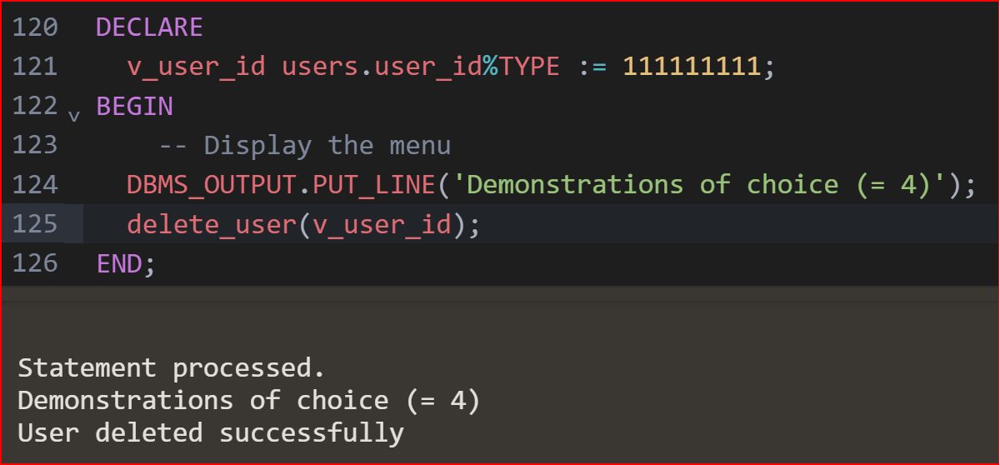 120 DECLARE
121 v_user_id users.user_id%TYPE := 111111111;
122 v BEGIN
123 -- Display the menu
124 DBMS_OUTPUT.PUT_LINE('Demonstrations of choice (= 4)');
125 delete_user(v_user_id);
126 END;
Statement processed.
Demonstrations of choice (= 4)
User deleted successfully